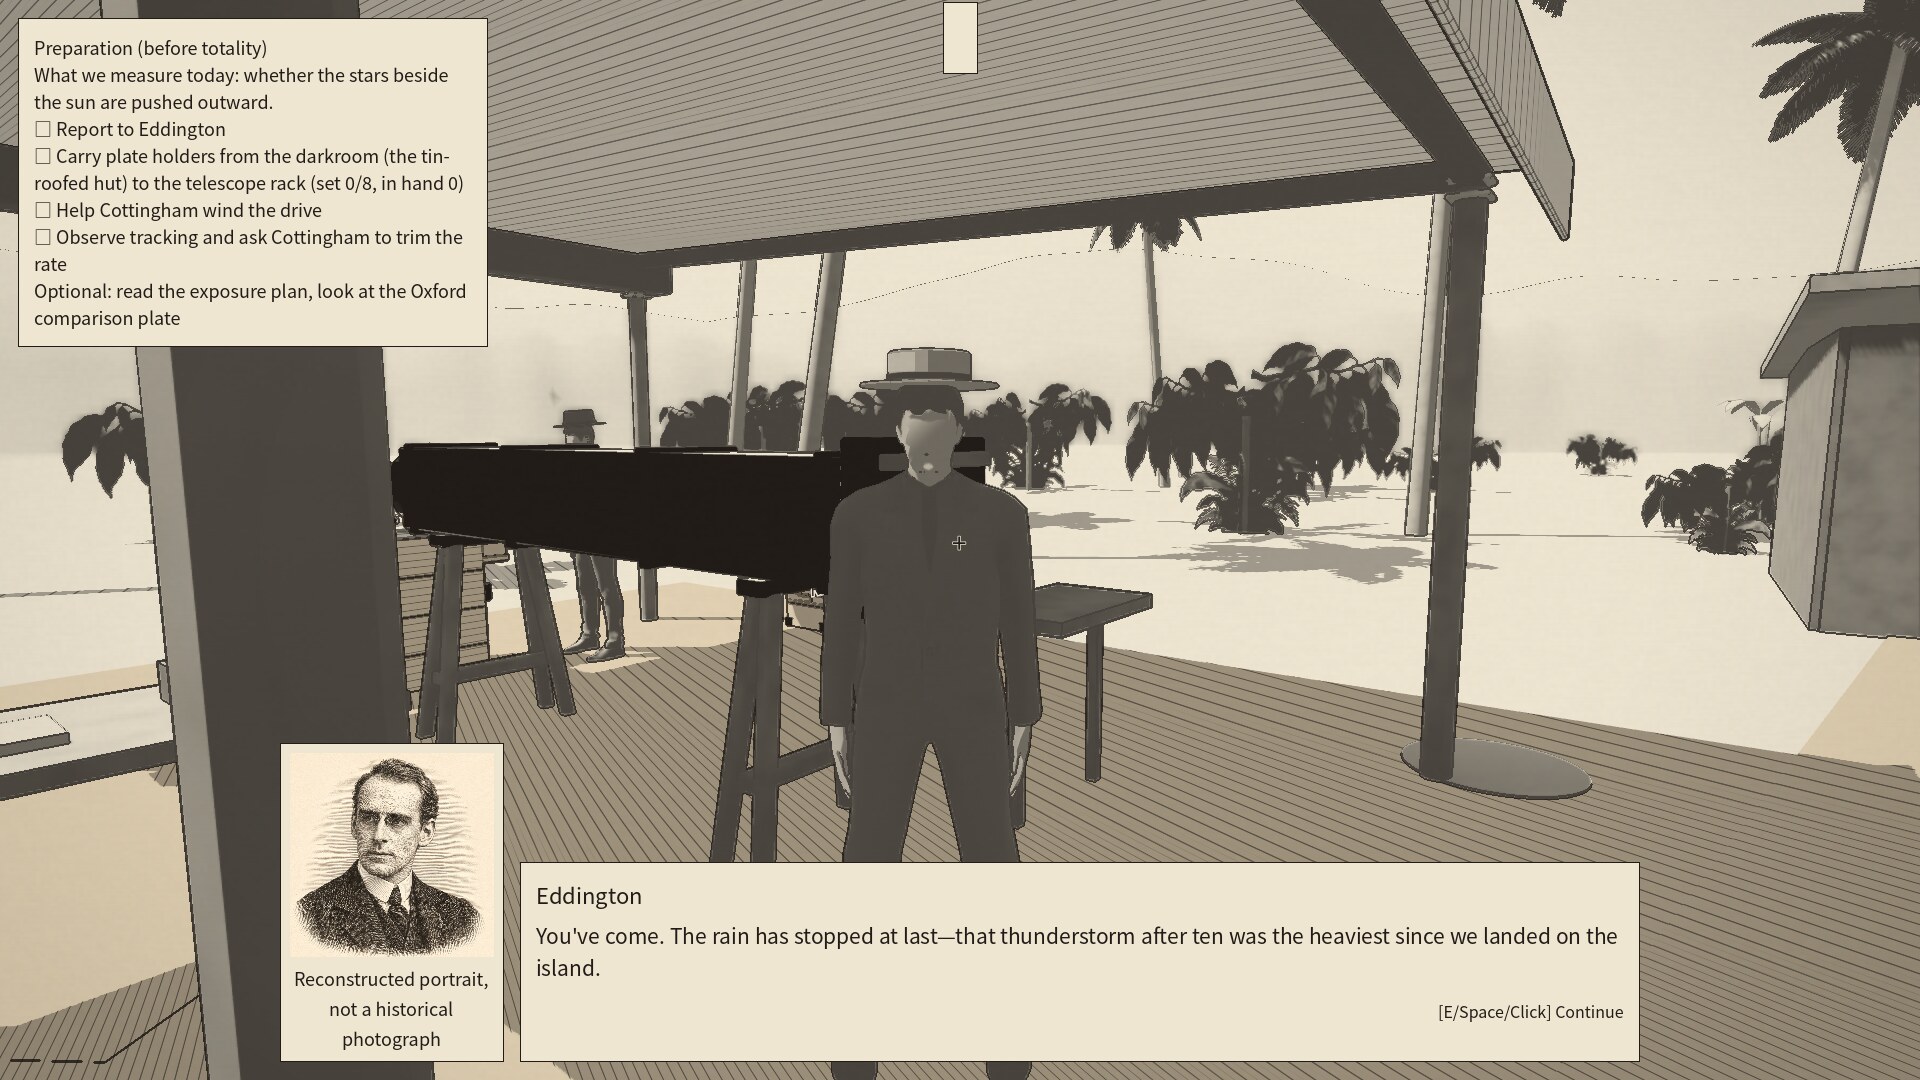 Preparation (before totality)
What we measure today: whether the stars beside
the sun are pushed outward.
☐ Report to Eddington
☐ Carry plate holders from the darkroom (the tin-
roofed hut) to the telescope rack (set 0/8, in hand 0)
☐ Help Cottingham wind the drive
☐ Observe tracking and ask Cottingham to trim the
rate
Optional: read the exposure plan, look at the Oxford
comparison plate
Reconstructed portrait,
not a historical
photograph
Eddington
You've come. The rain has stopped at last—that thunderstorm after ten was the heaviest since we landed on the
island.
[E/Space/Click] Continue